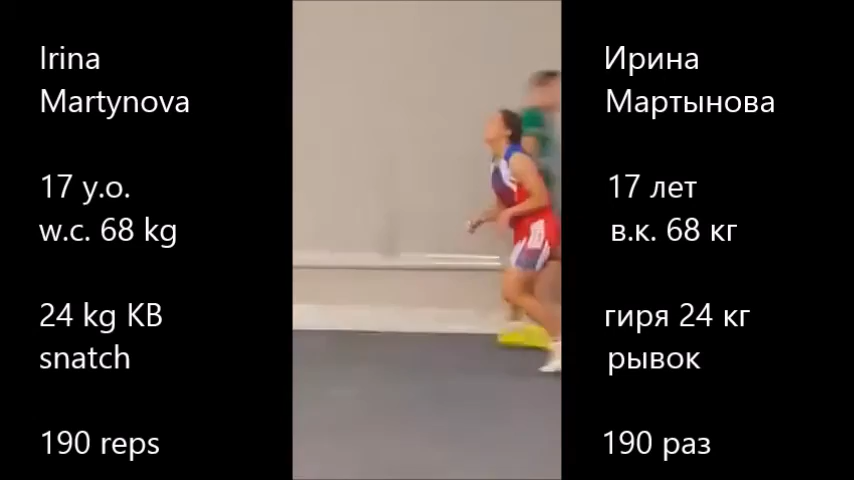 Irina
Martynova
17 y.o.
w.c. 68 kg
24 kg KB
snatch
190 reps
Ирина
Мартынова
17 лет
в.к. 68 кг
гиря 24 кг
рывок
190 раз